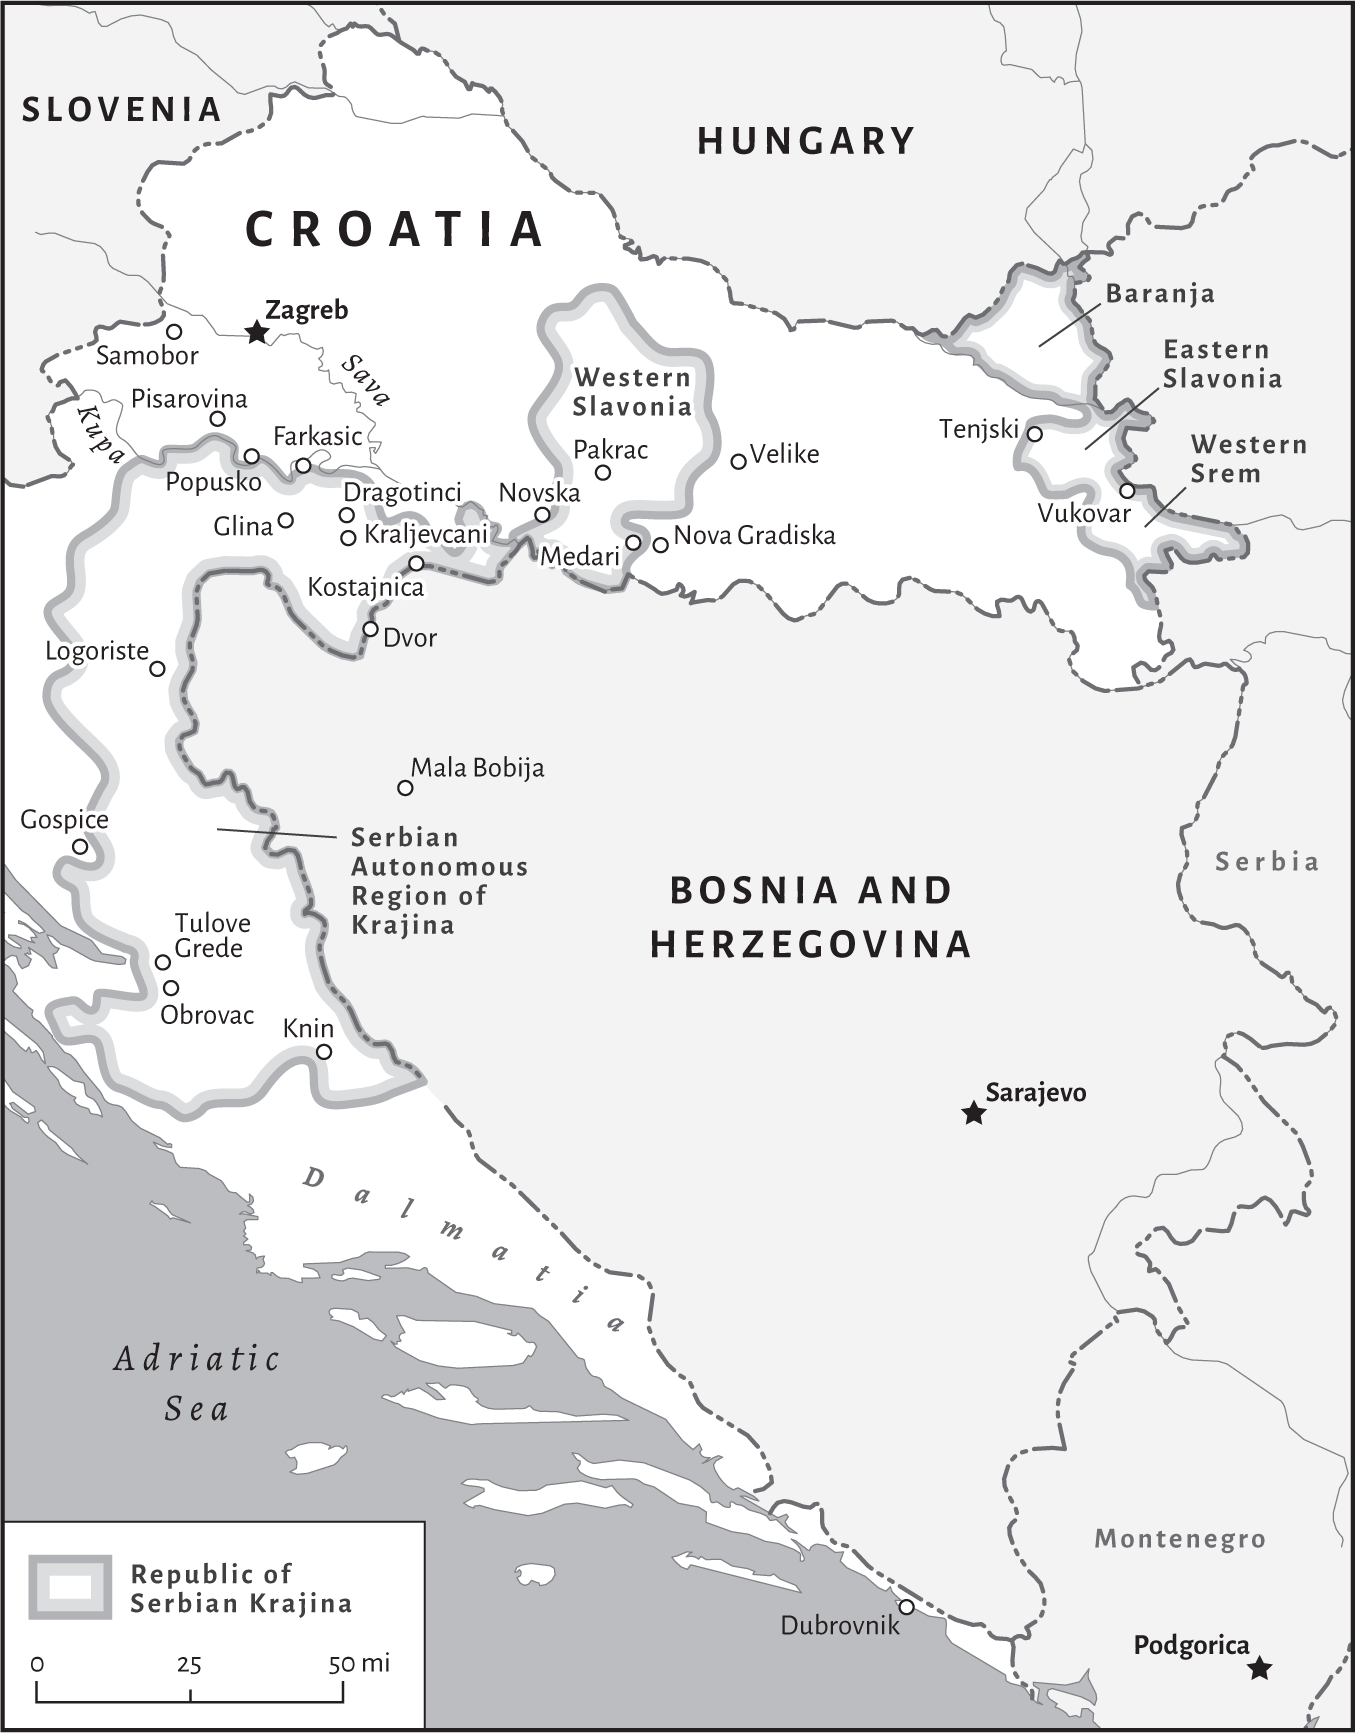 SLOVENIA
HUNGARY
CROATIA
Zagreb
Samobor
Sava
Pisarovina
Kupa
Farkasic
Popusko
Glina
Dragotinci
Kraljevcani
Kostajnica
Dvor
Novska
Western
Slavonia
Pakrac
Velike
Medari
Nova Gradiska
Baranja
Eastern
Slavonia
Tenjski
Western
Srem
Vukovar
Logoriste
Mala Bobija
Gospice
Serbian
Autonomous
Region of
Krajina
BOSNIA AND
HERZEGOVINA
Serbia
Tulove
Grede
Obrovac
Knin
Sarajevo
Dalmatia
Adriatic
Sea
Montenegro
Dubrovnik
Podgorica
Republic of
Serbian Krajina
0 25 50 mi